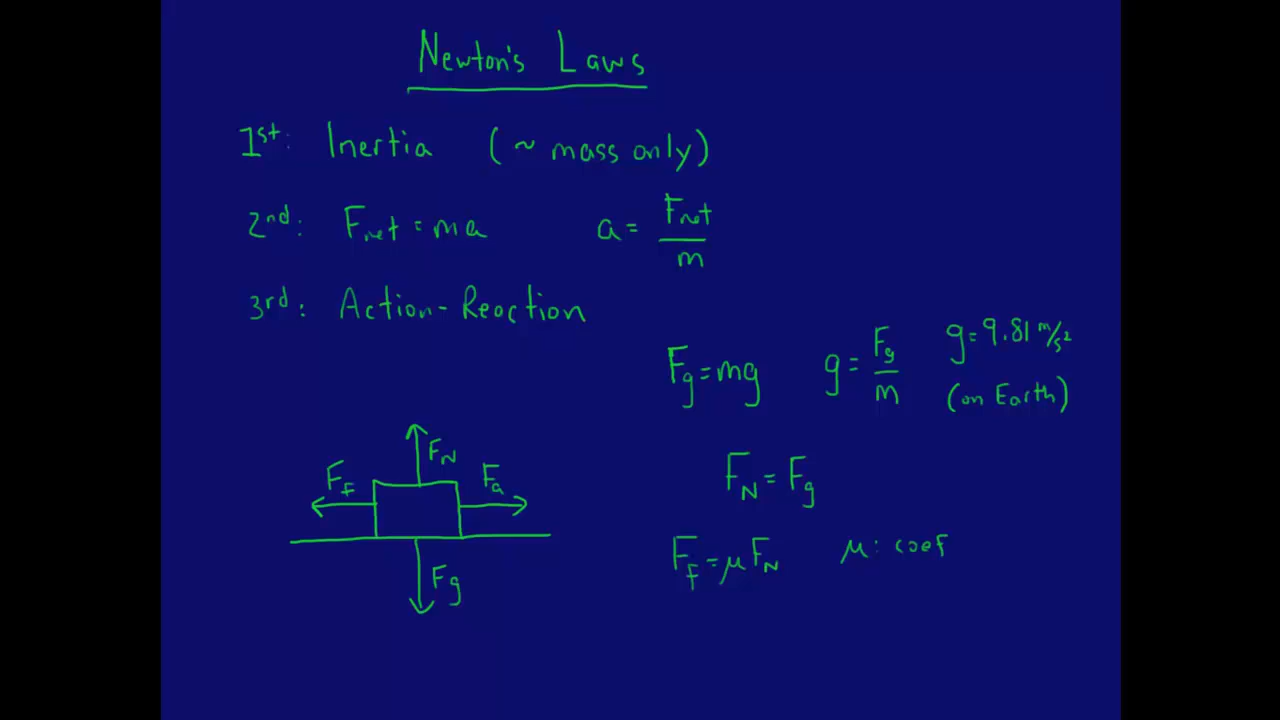 Newton's Laws
1st: Inertia (~ mass only)
2nd: Fnet = ma a = Fnet/m
3rd: Action-Reaction
Fg = mg g = Fg/m g = 9.81 m/s²
(on Earth)
FN
Ff Fa
Fg
FN = Fg
Ff = μFN μ: coef